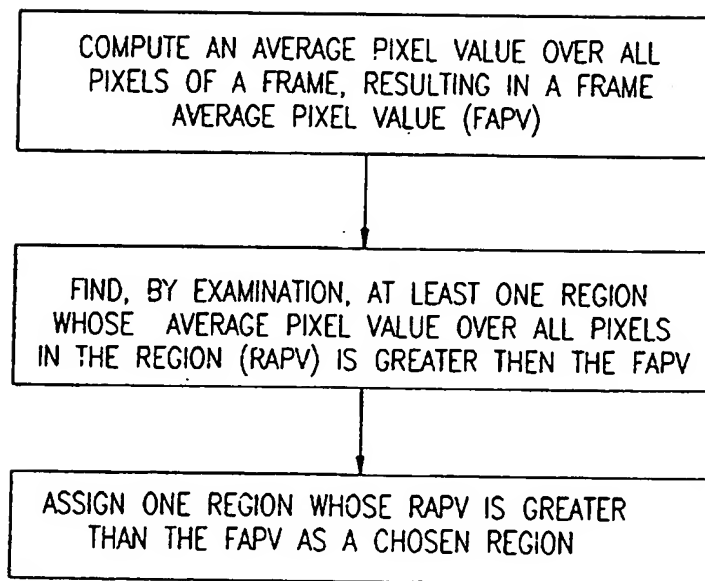 COMPUTE AN AVERAGE PIXEL VALUE OVER ALL
PIXELS OF A FRAME, RESULTING IN A FRAME
AVERAGE PIXEL VALUE (FAPV)
FIND, BY EXAMINATION, AT LEAST ONE REGION
WHOSE AVERAGE PIXEL VALUE OVER ALL PIXELS
IN THE REGION (RAPV) IS GREATER THEN THE FAPV
ASSIGN ONE REGION WHOSE RAPV IS GREATER
THAN THE FAPV AS A CHOSEN REGION